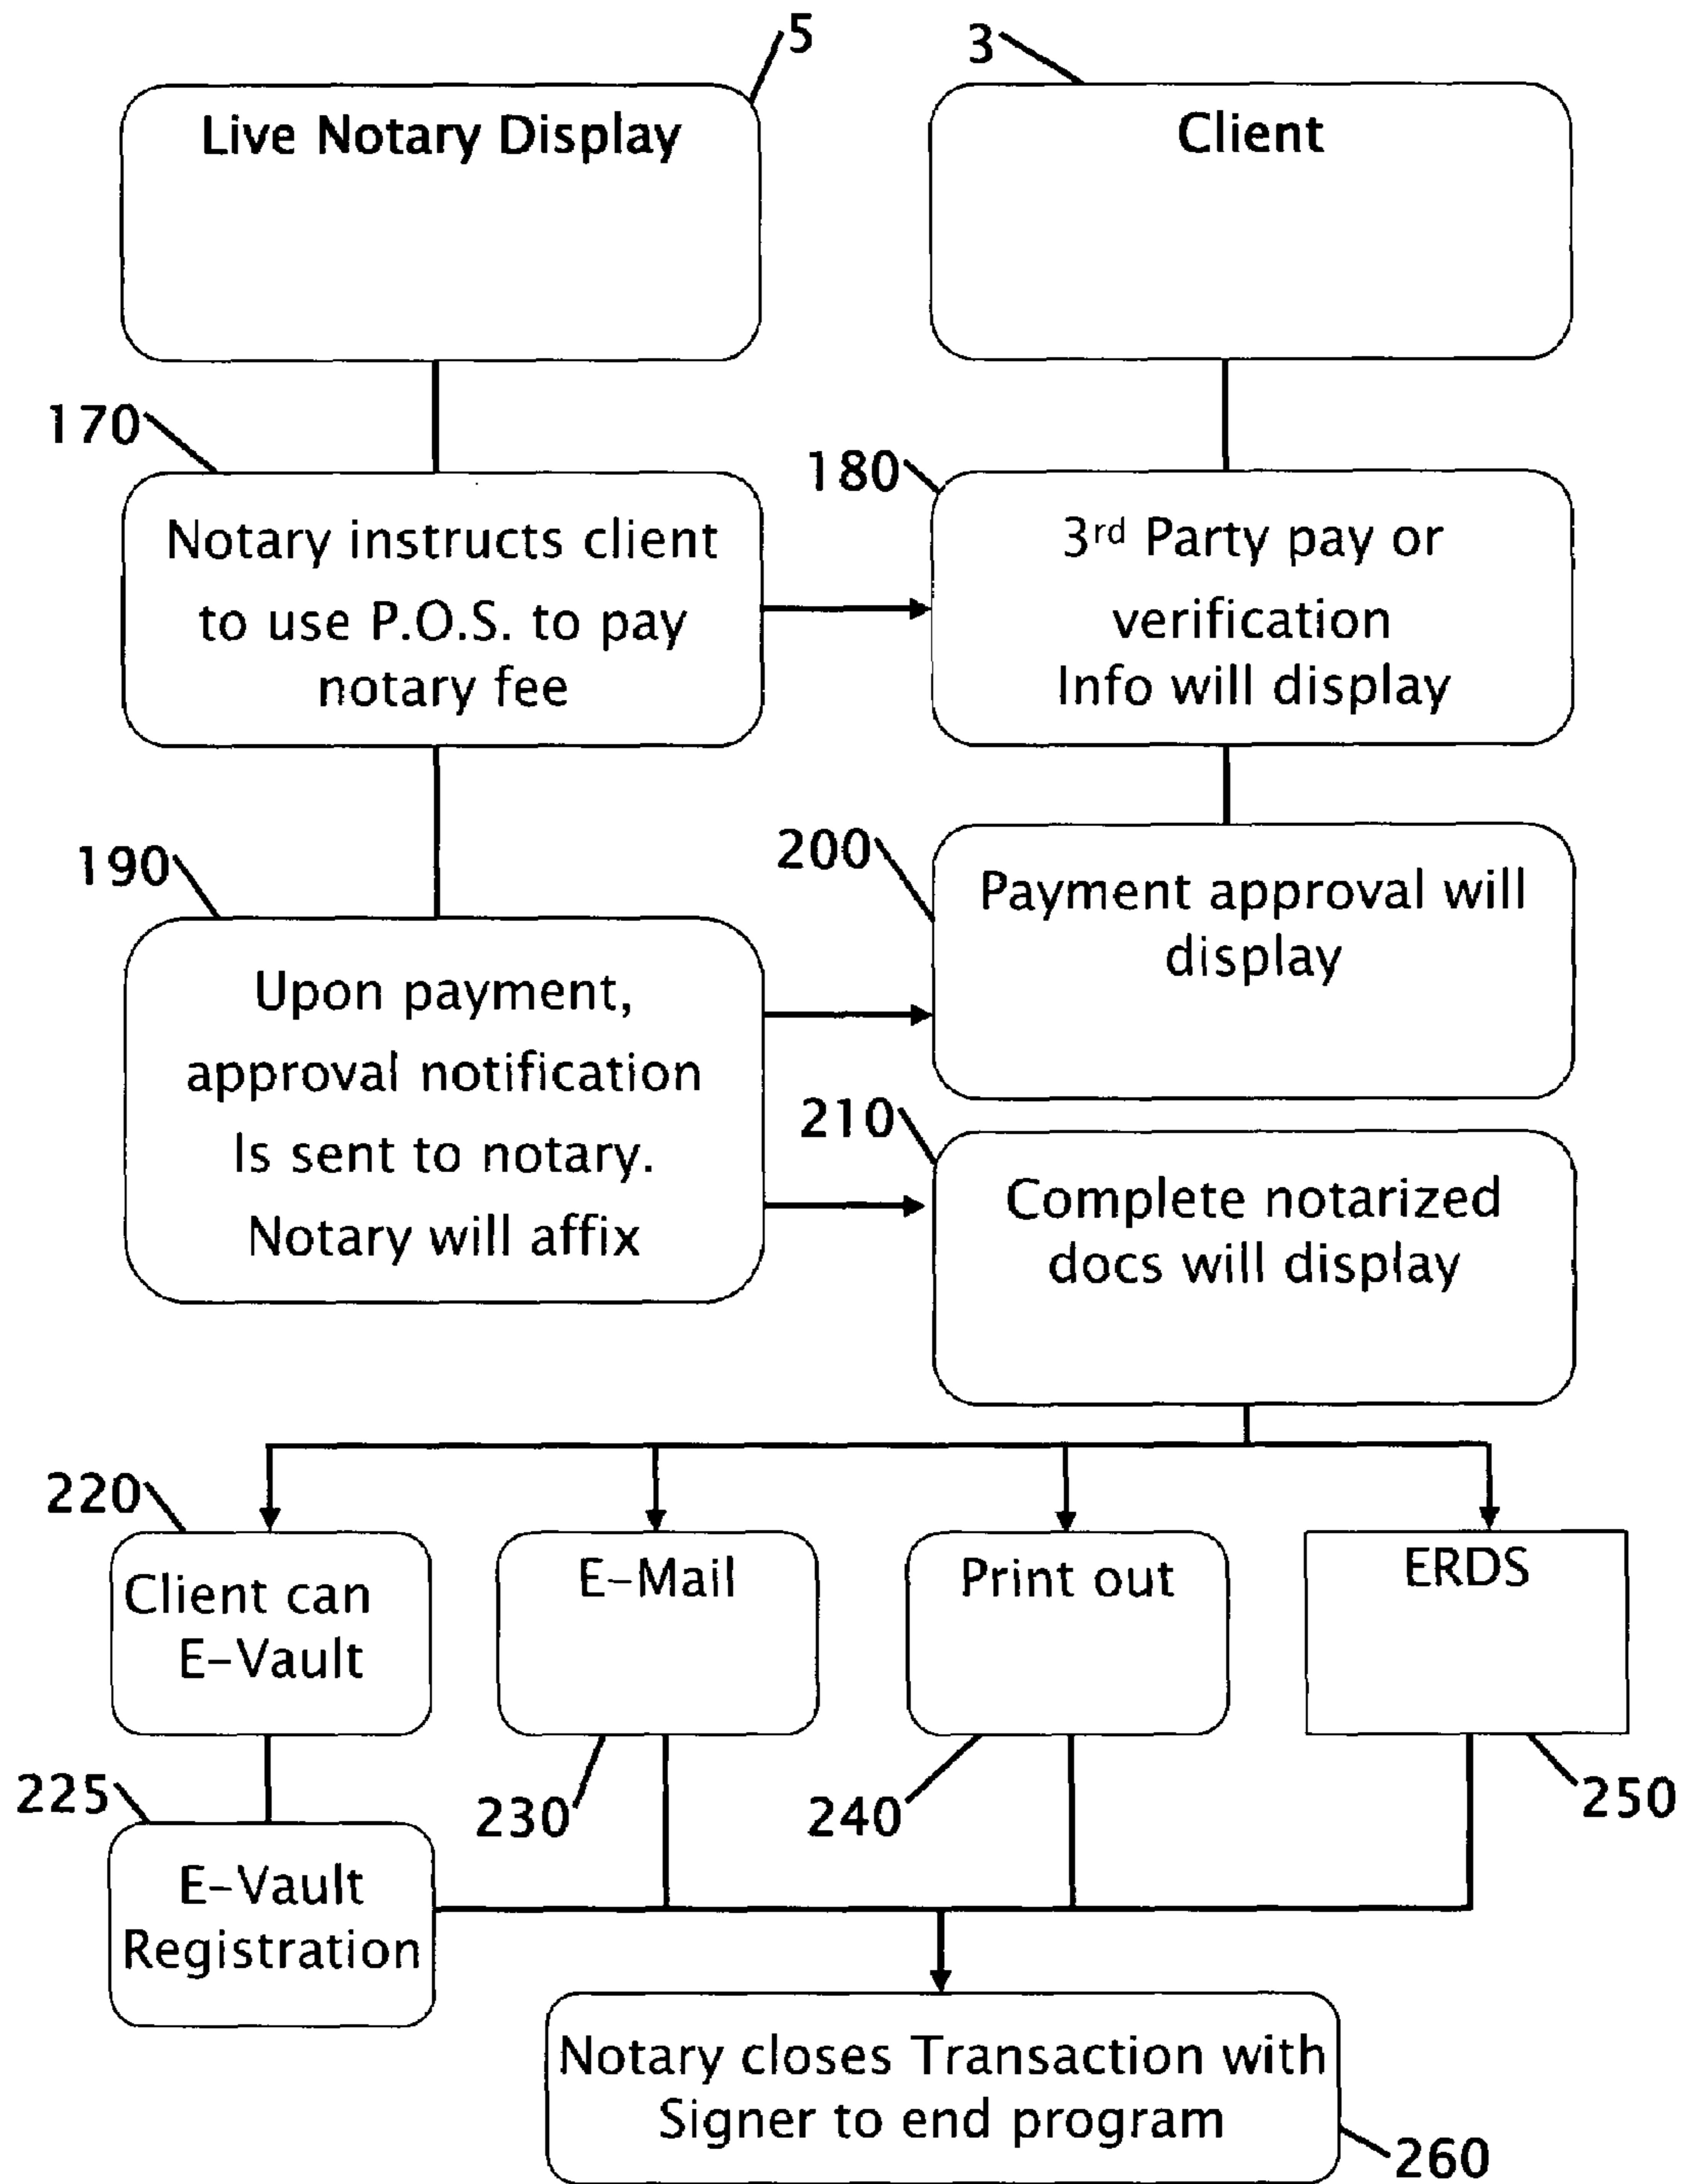 5
3
Live Notary Display
Client
170
180
Notary instructs client
to use P.O.S. to pay
notary fee
3rd Party pay or
verification
Info will display
190
200
Upon payment,
approval notification
Is sent to notary.
Notary will affix
Payment approval will
display
210
Complete notarized
docs will display
220
Client can
E-Vault
E-Mail
Print out
ERDS
225
230
240
250
E-Vault
Registration
Notary closes Transaction with
Signer to end program
260